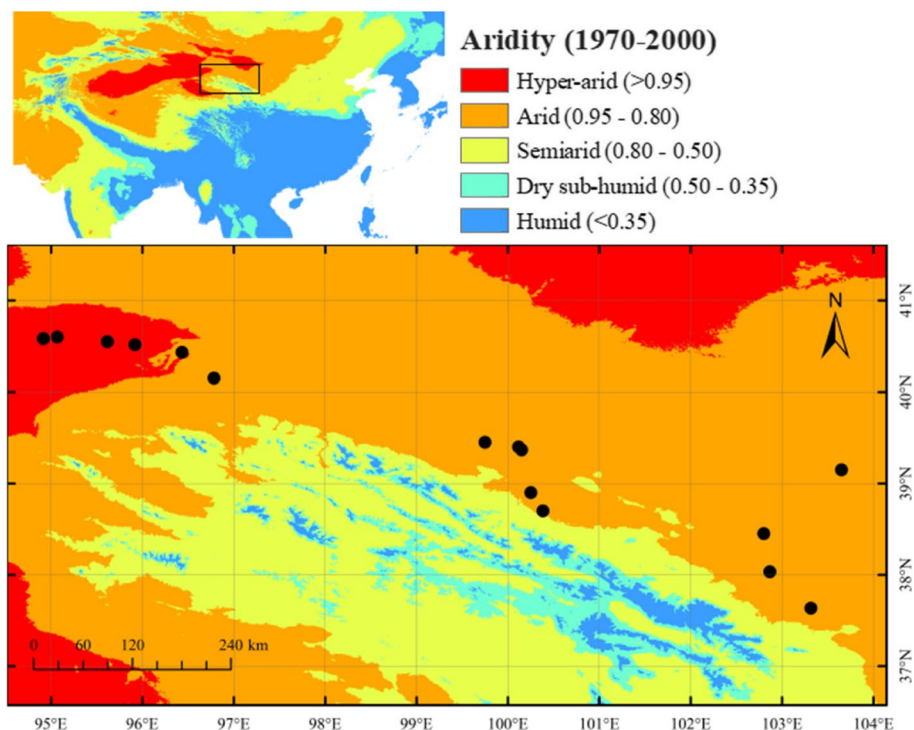 Aridity (1970-2000)
Hyper-arid (>0.95)
Arid (0.95 - 0.80)
Semiarid (0.80 - 0.50)
Dry sub-humid (0.50 - 0.35)
Humid (<0.35)
N
41°N
40°N
39°N
38°N
37°N
0 60 120 240 km
95°E 96°E 97°E 98°E 99°E 100°E 101°E 102°E 103°E 104°E